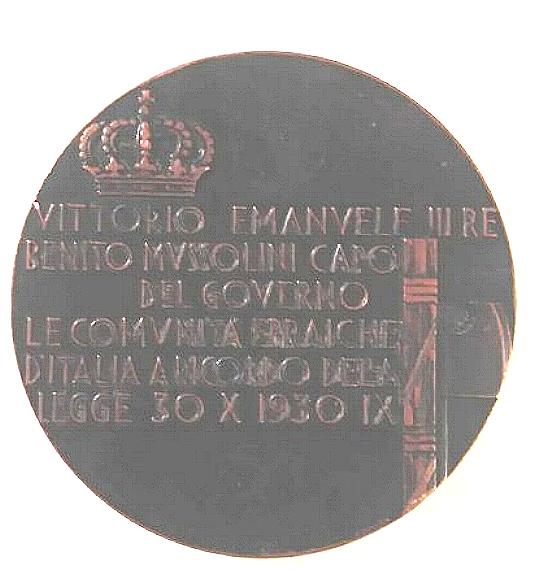 VITTORIO EMANVELE III RE
BENITO MVSSOLINI CAPO
DEL GOVERNO
LE COMVNITA EBRAICHE
D'ITALIA A RICORDO DELLA
LEGGE 30 X 1930 IX